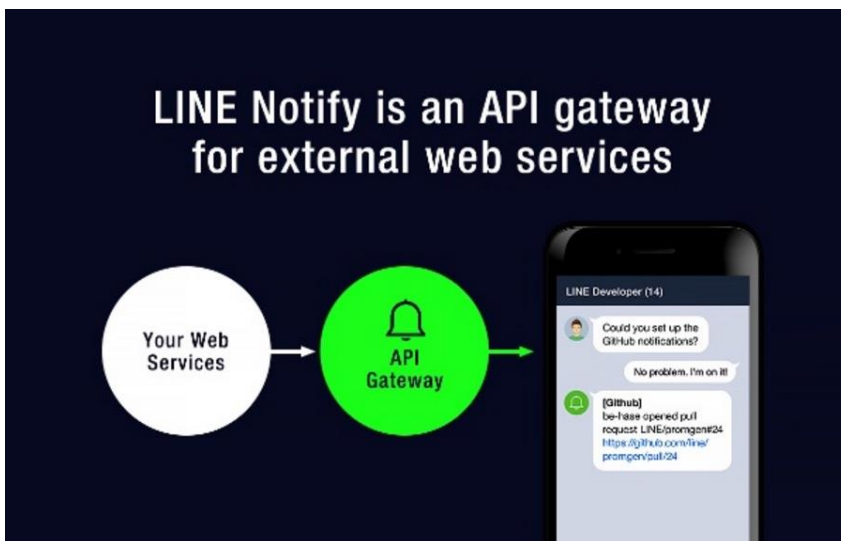 LINE Notify is an API gateway
for external web services
Your Web
Services
API
Gateway
LINE Developer (14)
Could you set up the
GitHub notifications?
No problem. I'm on it!
[Github]
be-hase opened pull
request LINE/promgen#24
https://github.com/line/
promgen/pull/24